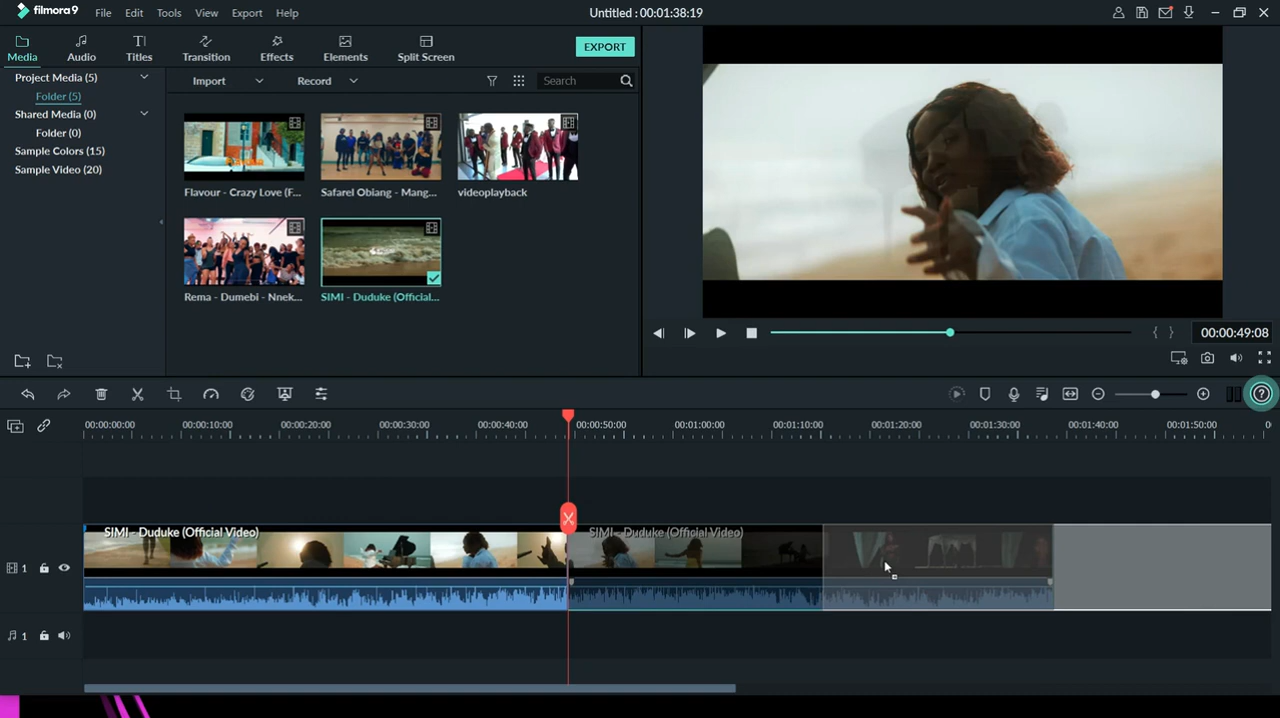 filmora9 File Edit Tools View Export Help Untitled : 00:01:38:19
Media Audio Titles Transition Effects Elements Split Screen EXPORT
Project Media (5)
Folder (5)
Shared Media (0)
Folder (0)
Sample Colors (15)
Sample Video (20)
Import Record Search
Flavour - Crazy Love (F... Safarel Obiang - Mang... videoplayback
Rema - Dumebi - Nnek... SIMI - Duduke (Official...
00:00:49:08
00:00:00:00 00:00:10:00 00:00:20:00 00:00:30:00 00:00:40:00 00:00:50:00 00:01:00:00 00:01:10:00 00:01:20:00 00:01:30:00 00:01:40:00 00:01:50:00 0
SIMI - Duduke (Official Video) SIMI - Duduke (Official Video)
1
1